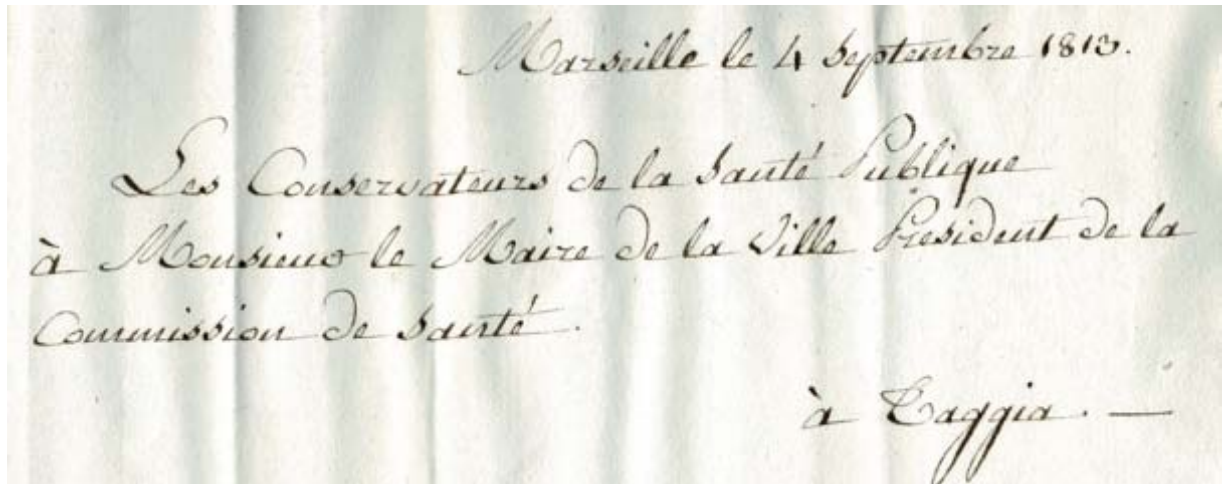 Marseille le 4 Septembre 1813.
Les Conservateurs de la Santé Publique
à Monsieur le Maire de la Ville Président de la
Commission de Santé.
à Taggia. —